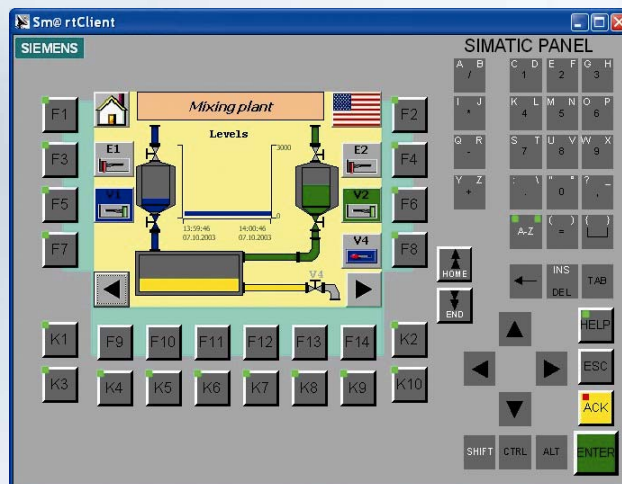 Sm@rtClient
SIEMENS
SIMATIC PANEL
A B
/
C D
1
E F
2
G H
3
Mixing plant
F1
F2
I J
*
K L
4
M N
5
O P
6
Levels
E1
E2
3000
F3
F4
Q R
-
S T
7
U V
8
W X
9
V1
V2
F5
F6
Y Z
+
: \
.
" '
0
? _
,
0
13:59:46
07.10.2003
14:00:46
07.10.2003
V4
F7
F8
A-Z
( )
=
{ }
HOME
V4
INS
DEL
TAB
END
K1
F9
F10
F11
F12
F13
F14
K2
HELP
K3
K4
K5
K6
K7
K8
K9
K10
ESC
ACK
SHIFT
CTRL
ALT
ENTER